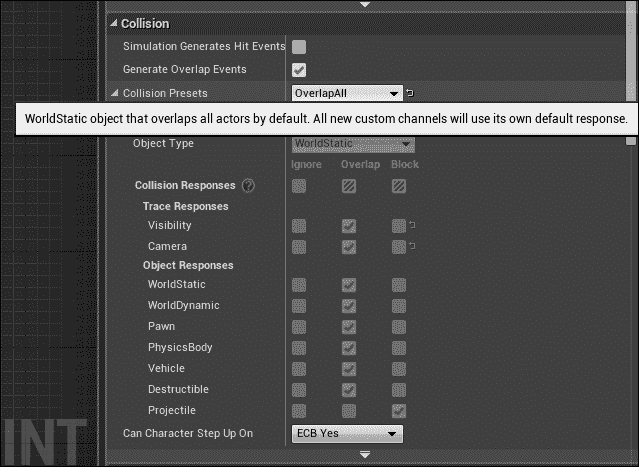 Collision
Simulation Generates Hit Events
Generate Overlap Events
Collision Presets OverlapAll
WorldStatic object that overlaps all actors by default. All new custom channels will use its own default response.
Object Type WorldStatic
Ignore Overlap Block
Collision Responses ?
Trace Responses
Visibility
Camera
Object Responses
WorldStatic
WorldDynamic
Pawn
PhysicsBody
Vehicle
Destructible
Projectile
Can Character Step Up On ECB Yes
INT